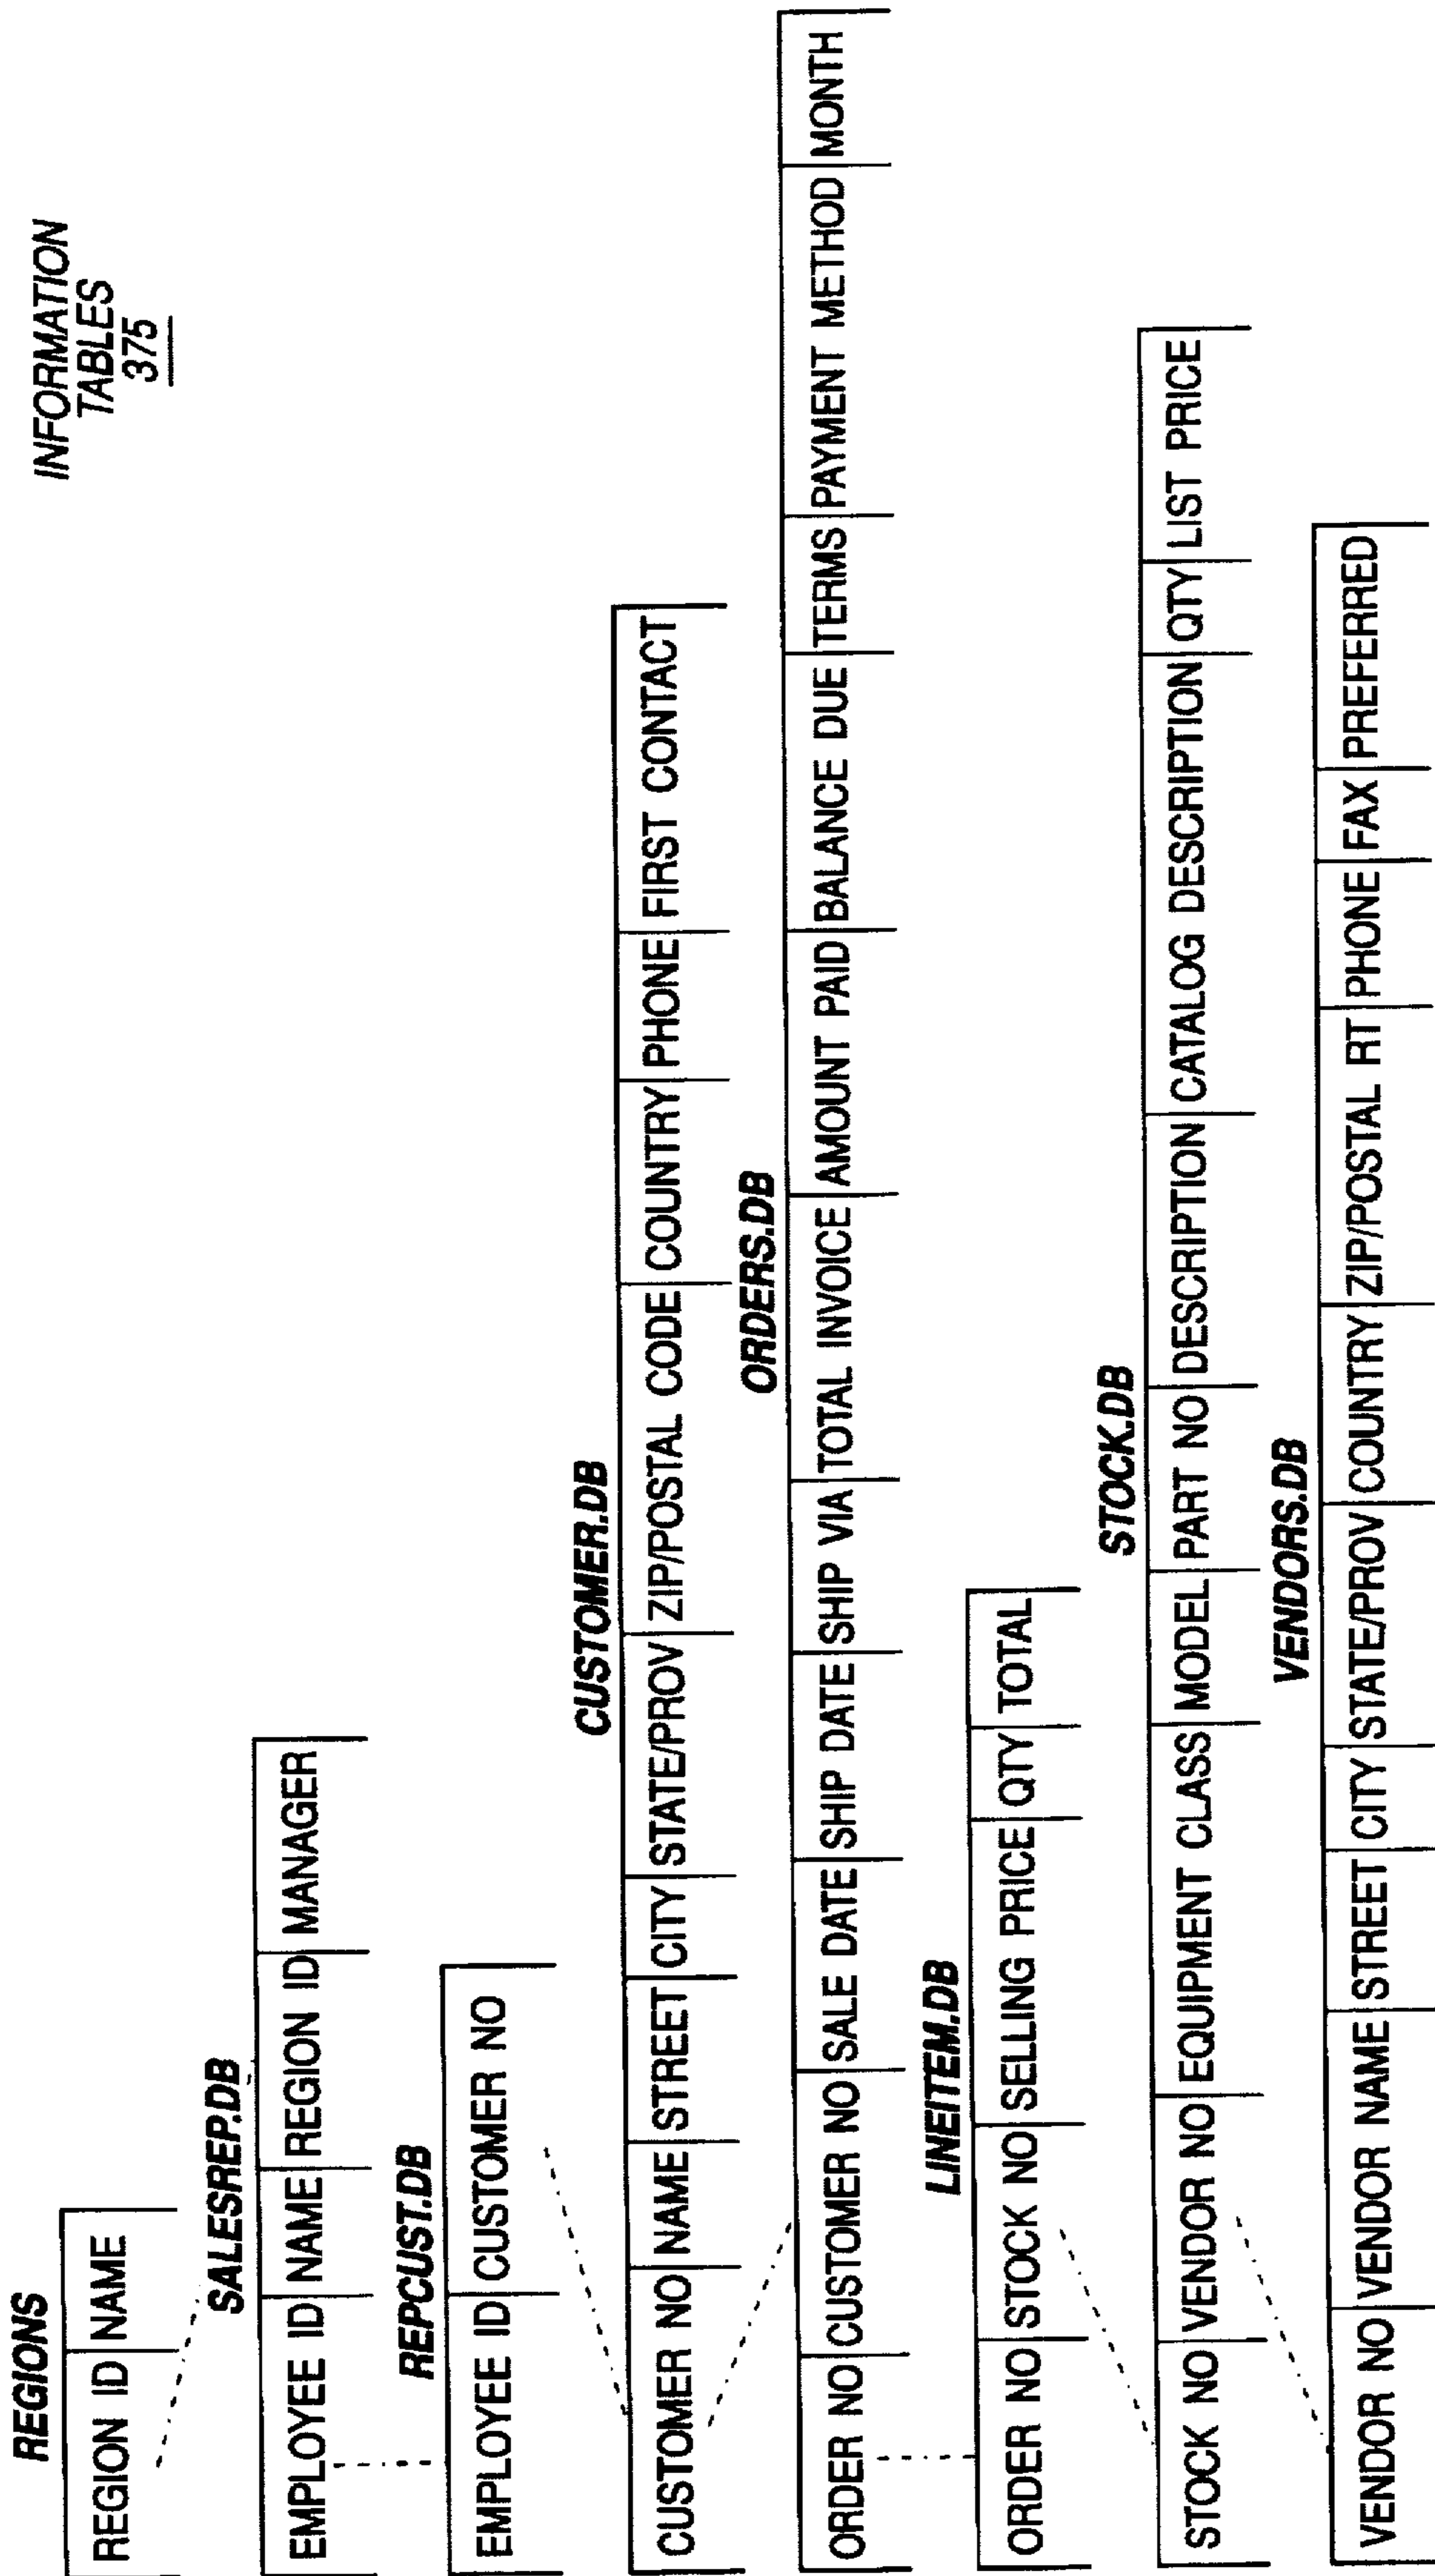 INFORMATION
TABLES
375
REGIONS
REGION ID NAME
SALESREP.DB
EMPLOYEE ID NAME REGION ID MANAGER
REPCUST.DB
EMPLOYEE ID CUSTOMER NO
CUSTOMER.DB
CUSTOMER NO NAME STREET CITY STATE/PROV ZIP/POSTAL CODE COUNTRY PHONE FIRST CONTACT
ORDERS.DB
ORDER NO CUSTOMER NO SALE DATE SHIP DATE SHIP VIA TOTAL INVOICE AMOUNT PAID BALANCE DUE TERMS PAYMENT METHOD MONTH
LINEITEM.DB
ORDER NO STOCK NO SELLING PRICE QTY TOTAL
STOCK.DB
STOCK NO VENDOR NO EQUIPMENT CLASS MODEL PART NO DESCRIPTION CATALOG DESCRIPTION QTY LIST PRICE
VENDORS.DB
VENDOR NO VENDOR NAME STREET CITY STATE/PROV COUNTRY ZIP/POSTAL RT PHONE FAX PREFERRED